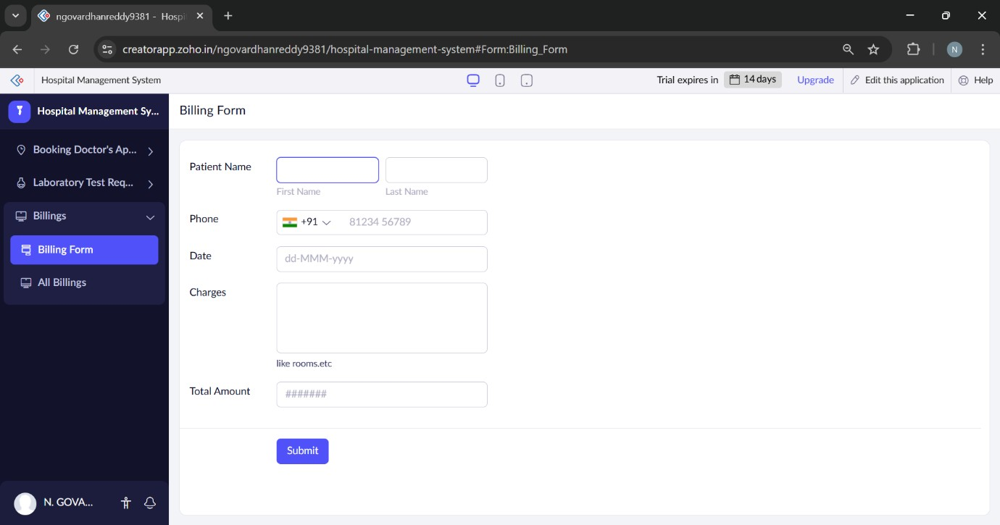 ngovardhanreddy9381 - Hospi
creatorapp.zoho.in/ngovardhanreddy9381/hospital-management-system#Form:Billing_Form
N
Hospital Management System
Trial expires in
14 days
Upgrade
Edit this application
Help
Hospital Management Sy...
Booking Doctor's Ap...
Laboratory Test Req...
Billings
Billing Form
All Billings
N. GOVA...
Billing Form
Patient Name
First Name
Last Name
Phone
+91
81234 56789
Date
dd-MMM-yyyy
Charges
like rooms.etc
Total Amount
#######
Submit